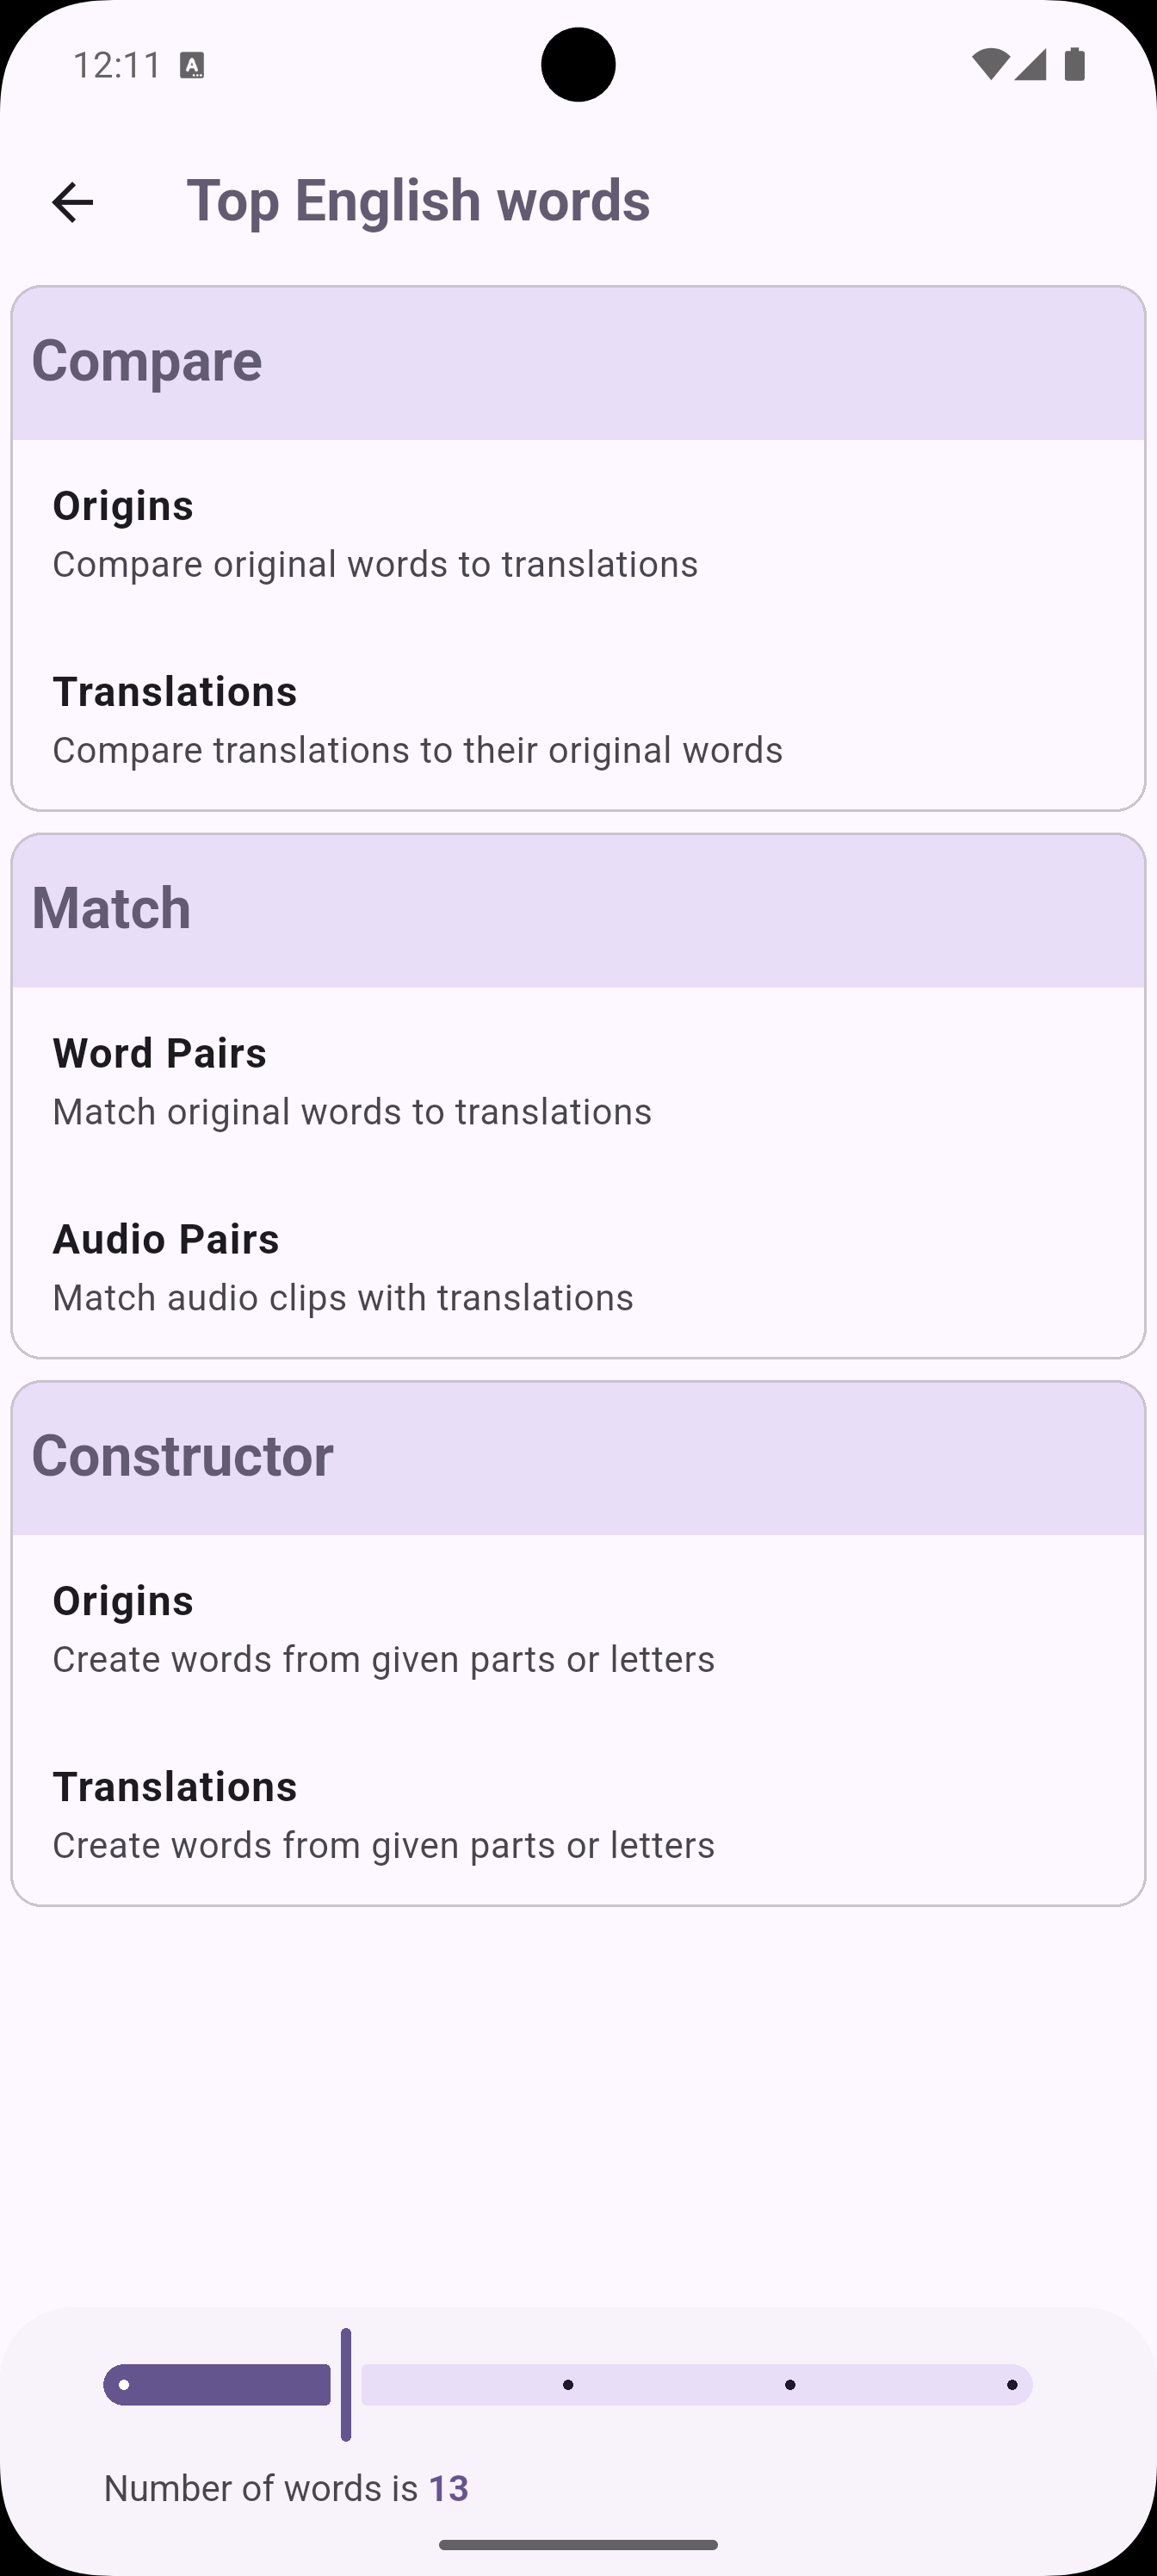 12:11
Top English words
Compare
Origins
Compare original words to translations
Translations
Compare translations to their original words
Match
Word Pairs
Match original words to translations
Audio Pairs
Match audio clips with translations
Constructor
Origins
Create words from given parts or letters
Translations
Create words from given parts or letters
Number of words is 13